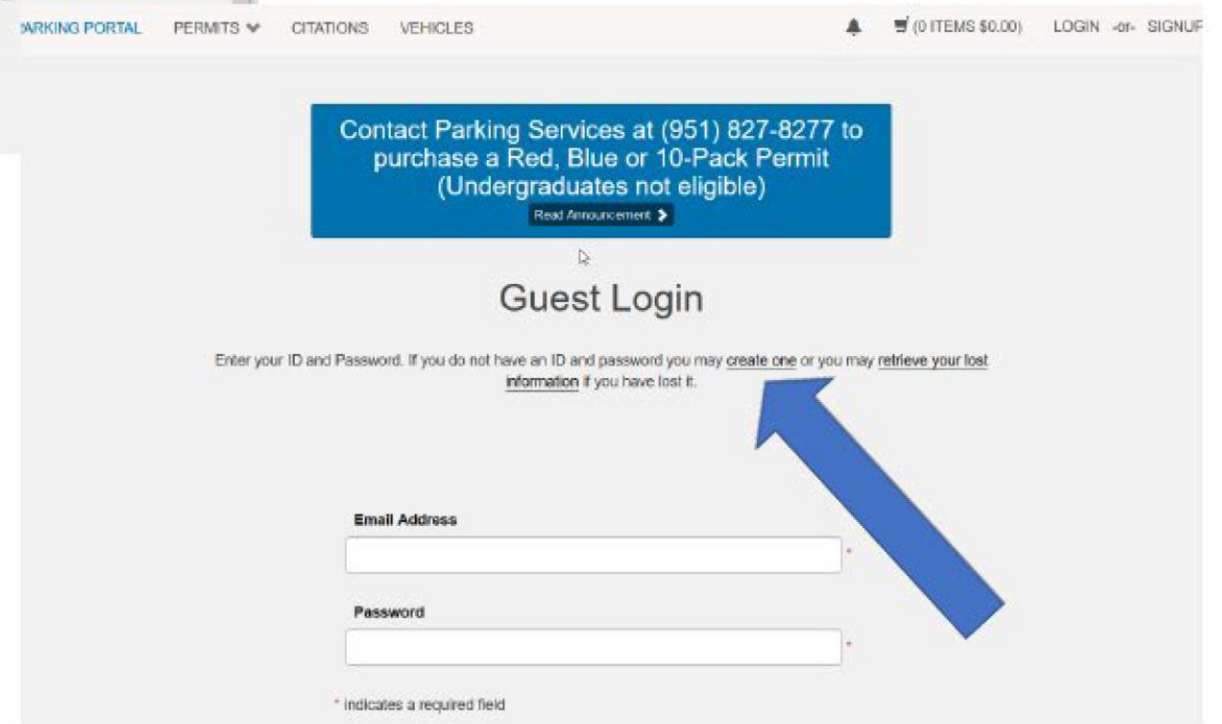 PARKING PORTAL PERMITS CITATIONS VEHICLES (0 ITEMS $0.00) LOGIN -or- SIGNUP
Contact Parking Services at (951) 827-8277 to
purchase a Red, Blue or 10-Pack Permit
(Undergraduates not eligible)
Read Announcement
Guest Login
Enter your ID and Password. If you do not have an ID and password you may create one or you may retrieve your lost
information if you have lost it.
Email Address
*
Password
*
* indicates a required field